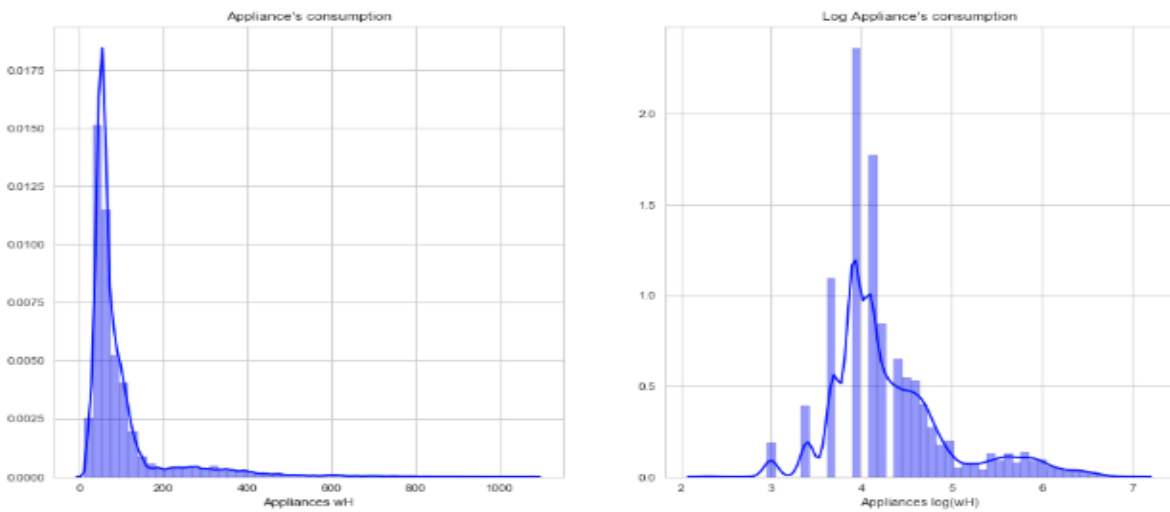 Appliance's consumption
0.0175
0.0150
0.0125
0.0100
0.0075
0.0050
0.0025
0.0000
0 200 400 600 800 1000
Appliances wH
Log Appliance's consumption
2.0
1.5
1.0
0.5
0.0
2 3 4 5 6 7
Appliances log(wH)